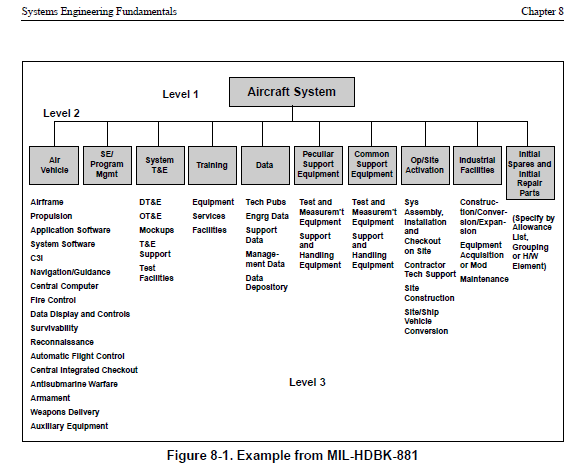 Systems Engineering Fundamentals
Chapter 8
Level 1
Aircraft System
Level 2
Air
Vehicle
SE/
Program
Mgmt
System
T&E
Training
Data
Peculiar
Support
Equipment
Common
Support
Equipment
Op/Site
Activation
Industrial
Facilities
Initial
Spares and
Initial
Repair
Parts
Airframe
Propulsion
Application Software
System Software
C3I
Navigation/Guidance
Central Computer
Fire Control
Data Display and Controls
Survivability
Reconnaissance
Automatic Flight Control
Central Integrated Checkout
Antisubmarine Warfare
Armament
Weapons Delivery
Auxiliary Equipment
DT&E
OT&E
Mockups
T&E
Support
Test
Facilities
Equipment
Services
Facilities
Tech Pubs
Engrg Data
Support
Data
Manage-
ment Data
Data
Depository
Test and
Measurem't
Equipment
Support
and
Handling
Equipment
Test and
Measurem't
Equipment
Support
and
Handling
Equipment
Sys
Assembly,
Installation
and
Checkout
on Site
Contractor
Tech Support
Site
Construction
Site/Ship
Vehicle
Conversion
Construc-
tion/Conver-
sion/Expan-
sion
Equipment
Acquisition
or Mod
Maintenance
(Specify by
Allowance
List,
Grouping
or H/W
Element)
Level 3
Figure 8-1. Example from MIL-HDBK-881